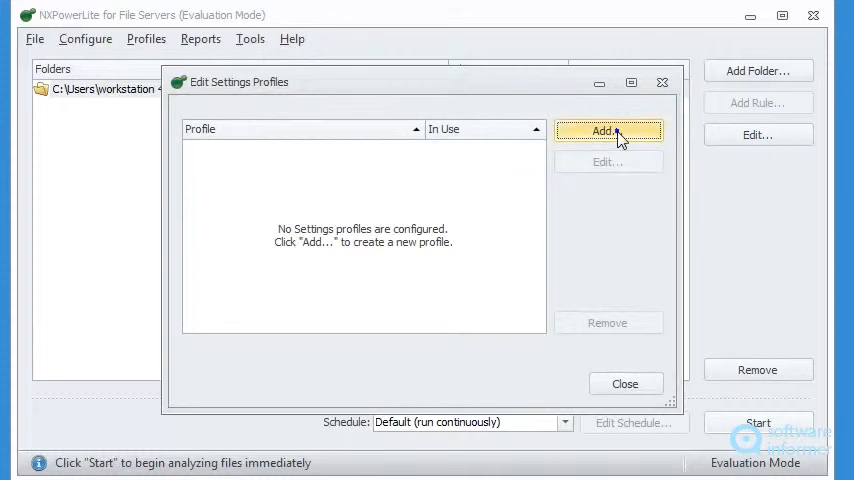 NXPowerLite for File Servers (Evaluation Mode)
File Configure Profiles Reports Tools Help
Folders
C:\Users\workstation
Add Folder...
Add Rule...
Edit...
Edit Settings Profiles
Profile In Use
Add...
Edit...
No Settings profiles are configured.
Click "Add..." to create a new profile.
Remove
Close
Remove
Schedule: Default (run continuously) Edit Schedule... Start
software
informer
Click "Start" to begin analyzing files immediately Evaluation Mode